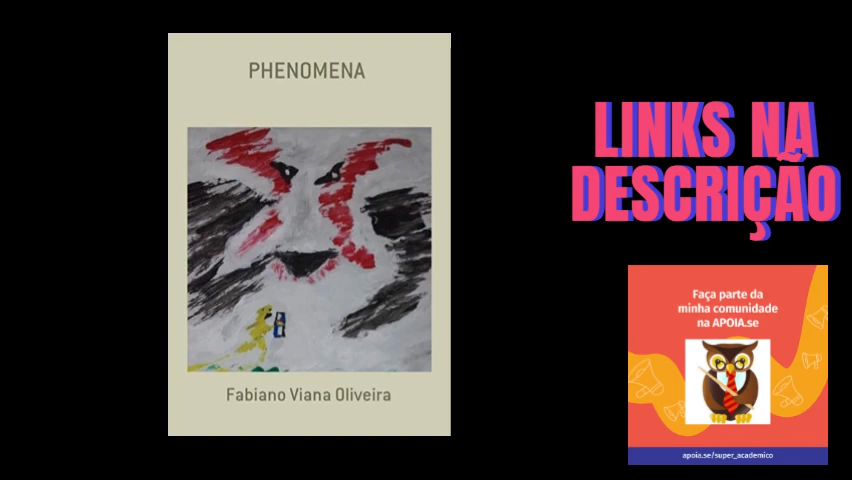 PHENOMENA
Fabiano Viana Oliveira
LINKS NA
DESCRIÇÃO
Faça parte da
minha comunidade
na APOIA.se
apoia.se/super_academico